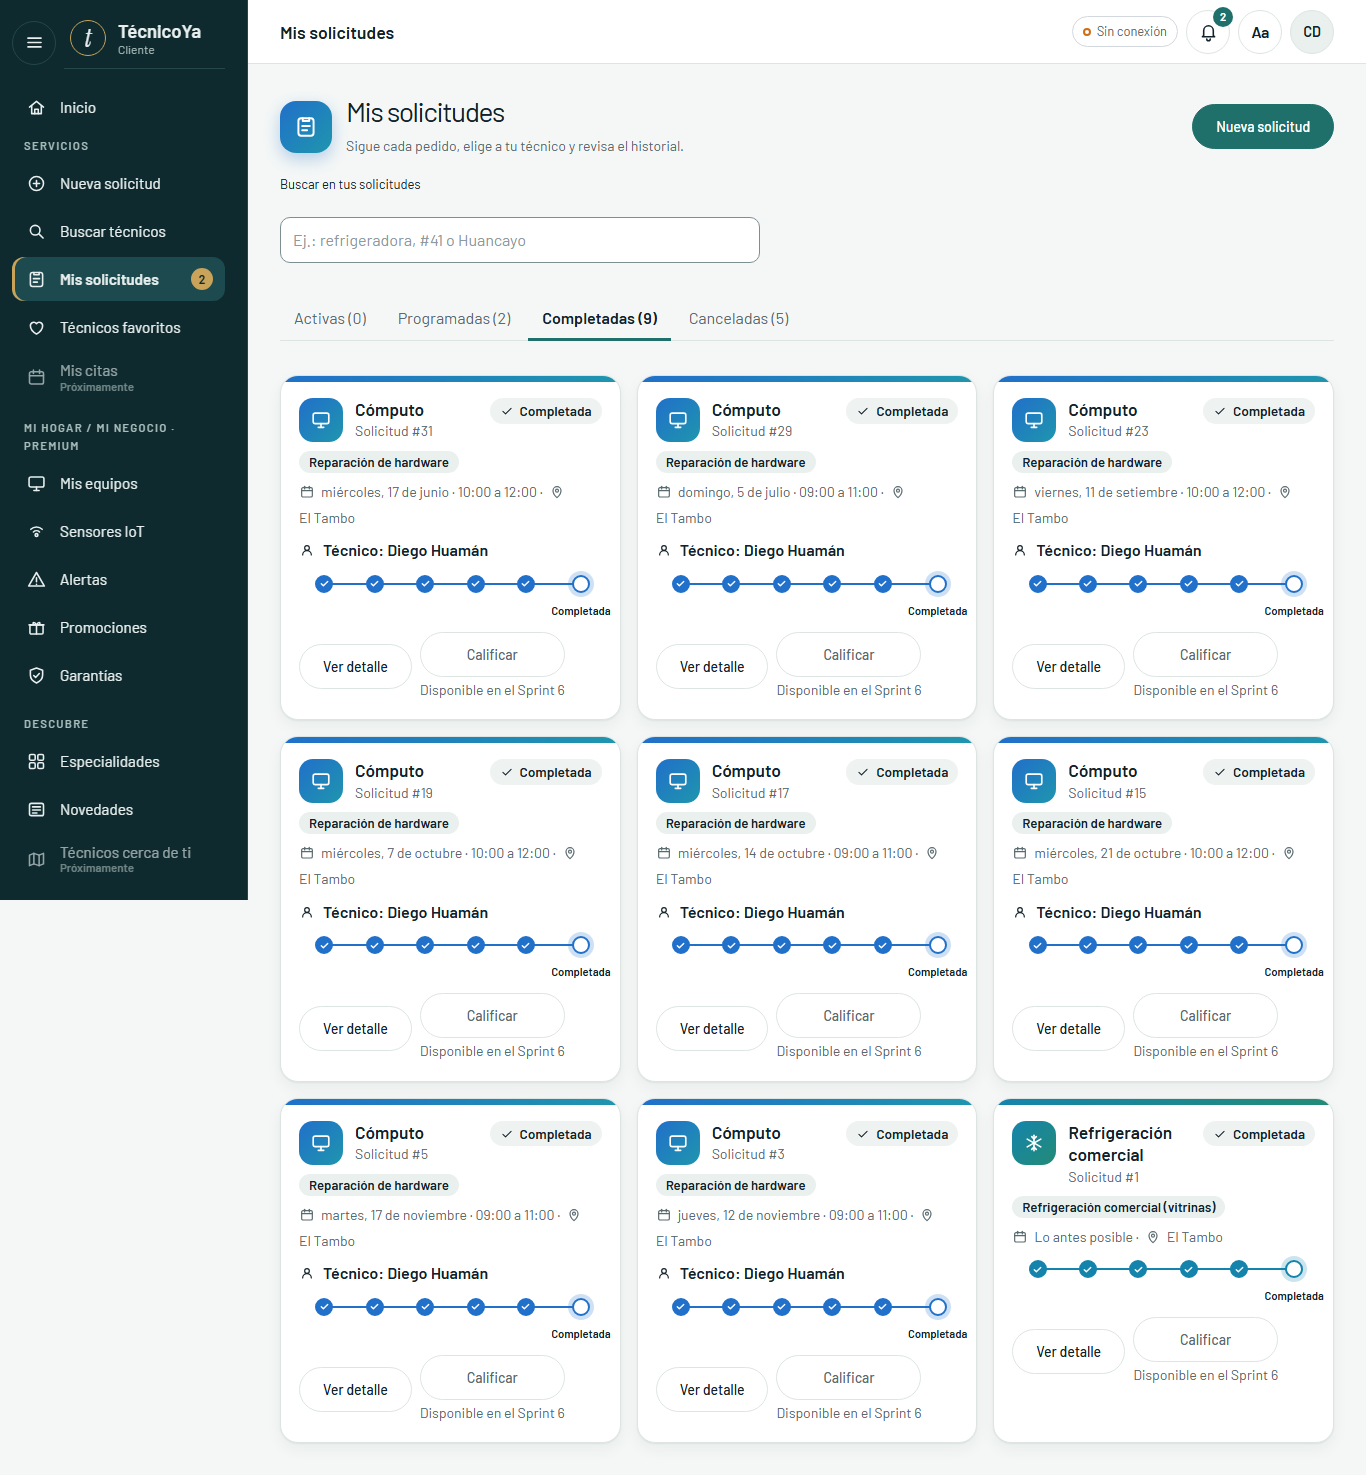 TécnicoYa
Cliente
Inicio
SERVICIOS
Nueva solicitud
Buscar técnicos
Mis solicitudes 2
Técnicos favoritos
Mis citas
Próximamente
MI HOGAR / MI NEGOCIO ·
PREMIUM
Mis equipos
Sensores IoT
Alertas
Promociones
Garantías
DESCUBRE
Especialidades
Novedades
Técnicos cerca de ti
Próximamente
Mis solicitudes
Sin conexión
2
Aa
CD
Mis solicitudes
Sigue cada pedido, elige a tu técnico y revisa el historial.
Nueva solicitud
Buscar en tus solicitudes
Ej.: refrigeradora, #41 o Huancayo
Activas (0) Programadas (2) Completadas (9) Canceladas (5)
Cómputo
Completada
Solicitud #31
Reparación de hardware
miércoles, 17 de junio · 10:00 a 12:00 ·
El Tambo
Técnico: Diego Huamán
Completada
Ver detalle
Calificar
Disponible en el Sprint 6
Cómputo
Completada
Solicitud #29
Reparación de hardware
domingo, 5 de julio · 09:00 a 11:00 ·
El Tambo
Técnico: Diego Huamán
Completada
Ver detalle
Calificar
Disponible en el Sprint 6
Cómputo
Completada
Solicitud #23
Reparación de hardware
viernes, 11 de setiembre · 10:00 a 12:00 ·
El Tambo
Técnico: Diego Huamán
Completada
Ver detalle
Calificar
Disponible en el Sprint 6
Cómputo
Completada
Solicitud #19
Reparación de hardware
miércoles, 7 de octubre · 10:00 a 12:00 ·
El Tambo
Técnico: Diego Huamán
Completada
Ver detalle
Calificar
Disponible en el Sprint 6
Cómputo
Completada
Solicitud #17
Reparación de hardware
miércoles, 14 de octubre · 09:00 a 11:00 ·
El Tambo
Técnico: Diego Huamán
Completada
Ver detalle
Calificar
Disponible en el Sprint 6
Cómputo
Completada
Solicitud #15
Reparación de hardware
miércoles, 21 de octubre · 10:00 a 12:00 ·
El Tambo
Técnico: Diego Huamán
Completada
Ver detalle
Calificar
Disponible en el Sprint 6
Cómputo
Completada
Solicitud #5
Reparación de hardware
martes, 17 de noviembre · 09:00 a 11:00 ·
El Tambo
Técnico: Diego Huamán
Completada
Ver detalle
Calificar
Disponible en el Sprint 6
Cómputo
Completada
Solicitud #3
Reparación de hardware
jueves, 12 de noviembre · 09:00 a 11:00 ·
El Tambo
Técnico: Diego Huamán
Completada
Ver detalle
Calificar
Disponible en el Sprint 6
Refrigeración
comercial
Completada
Solicitud #1
Refrigeración comercial (vitrinas)
Lo antes posible · El Tambo
Completada
Ver detalle
Calificar
Disponible en el Sprint 6